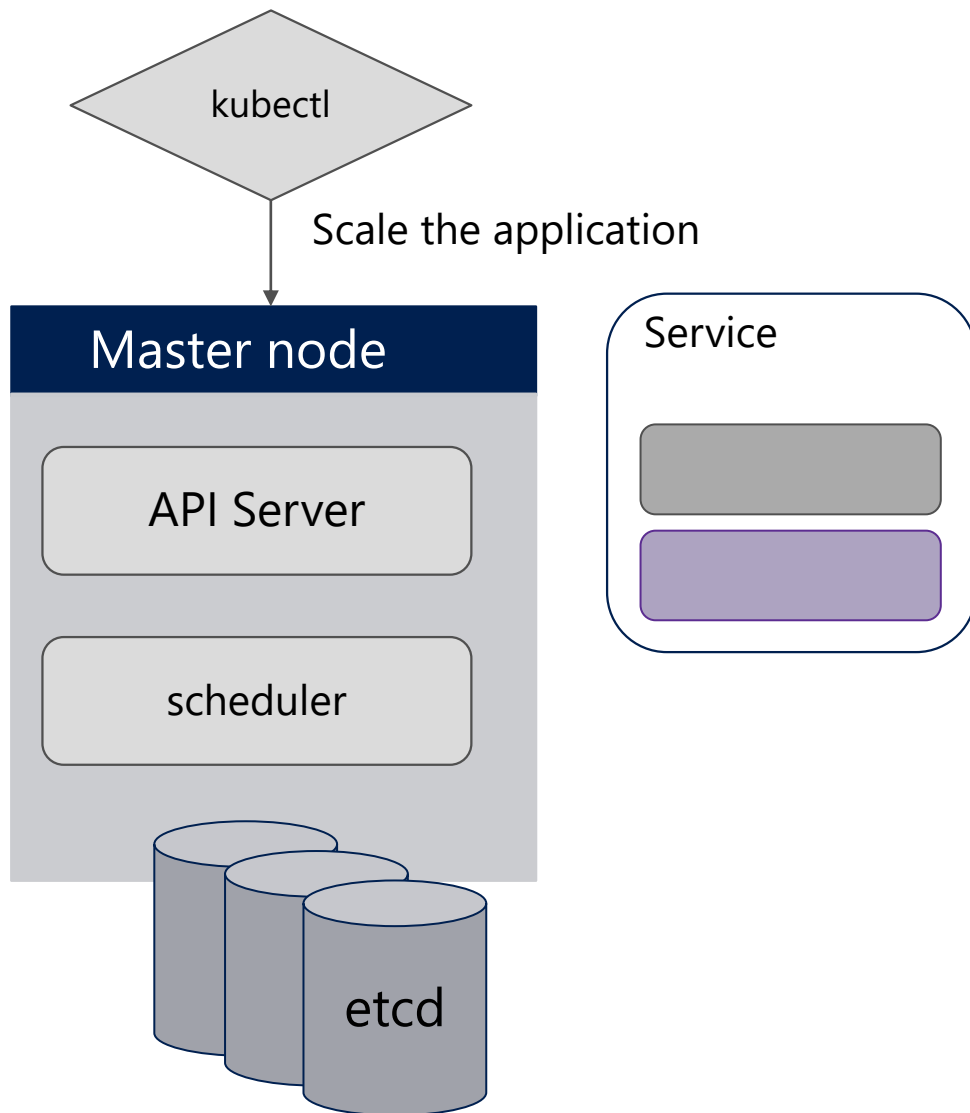 kubectl
Scale the application
Master node
Service
API Server
scheduler
etcd